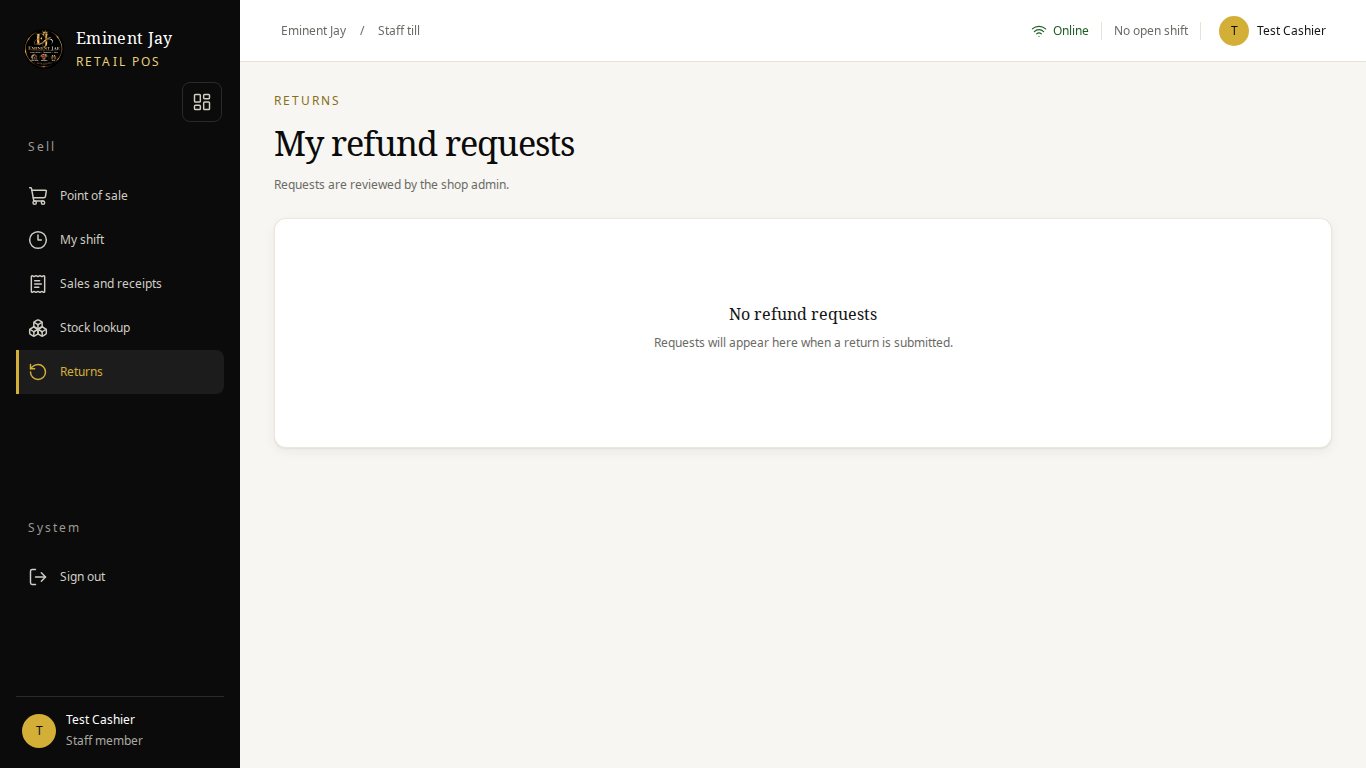 Eminent Jay
RETAIL POS
Sell
Point of sale
My shift
Sales and receipts
Stock lookup
Returns
System
Sign out
T
Test Cashier
Staff member
Eminent Jay / Staff till
Online
No open shift
T
Test Cashier
RETURNS
My refund requests
Requests are reviewed by the shop admin.
No refund requests
Requests will appear here when a return is submitted.